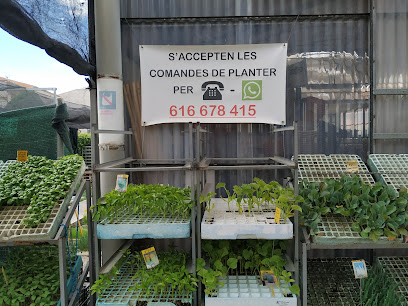 S'ACCEPTEN LES
COMANDES DE PLANTER
PER -
616 678 415